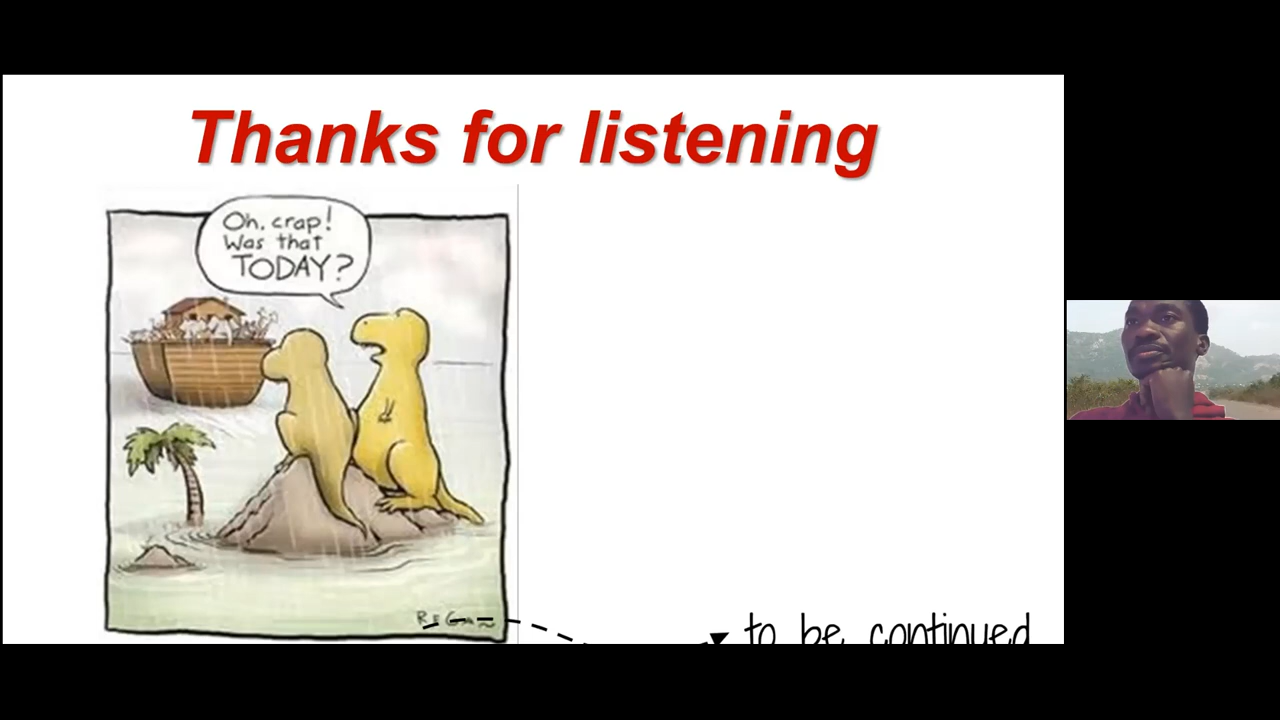 Thanks for listening
Oh, crap!
Was that
TODAY?
to be continued